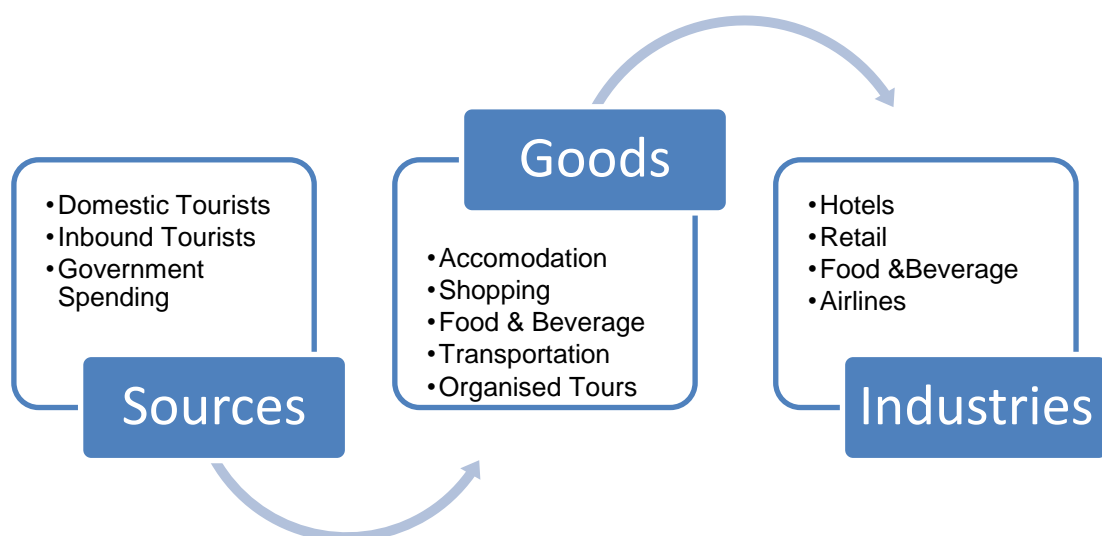 •Domestic Tourists
•Inbound Tourists
•Government
Spending
Sources
Goods
•Accomodation
•Shopping
•Food & Beverage
•Transportation
•Organised Tours
•Hotels
•Retail
•Food &Beverage
•Airlines
Industries